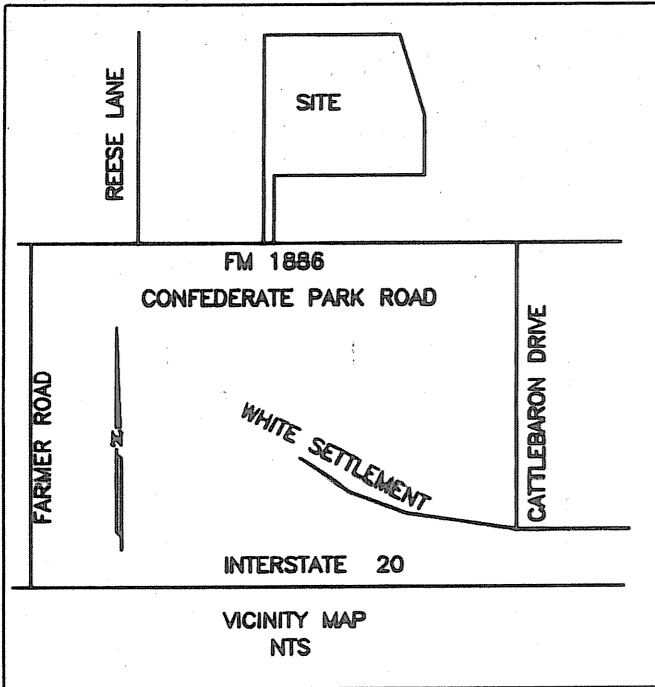 REESE LANE
SITE
FM 1886
CONFEDERATE PARK ROAD
FARMER ROAD
N
WHITE SETTLEMENT
CATTLEBARON DRIVE
INTERSTATE 20
VICINITY MAP
NTS